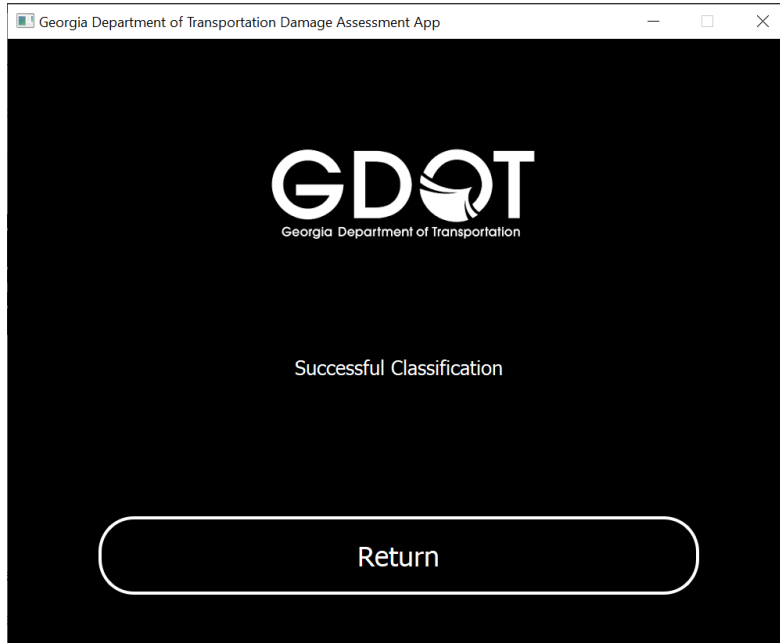 Georgia Department of Transportation Damage Assessment App
GDOT
Georgia Department of Transportation
Successful Classification
Return